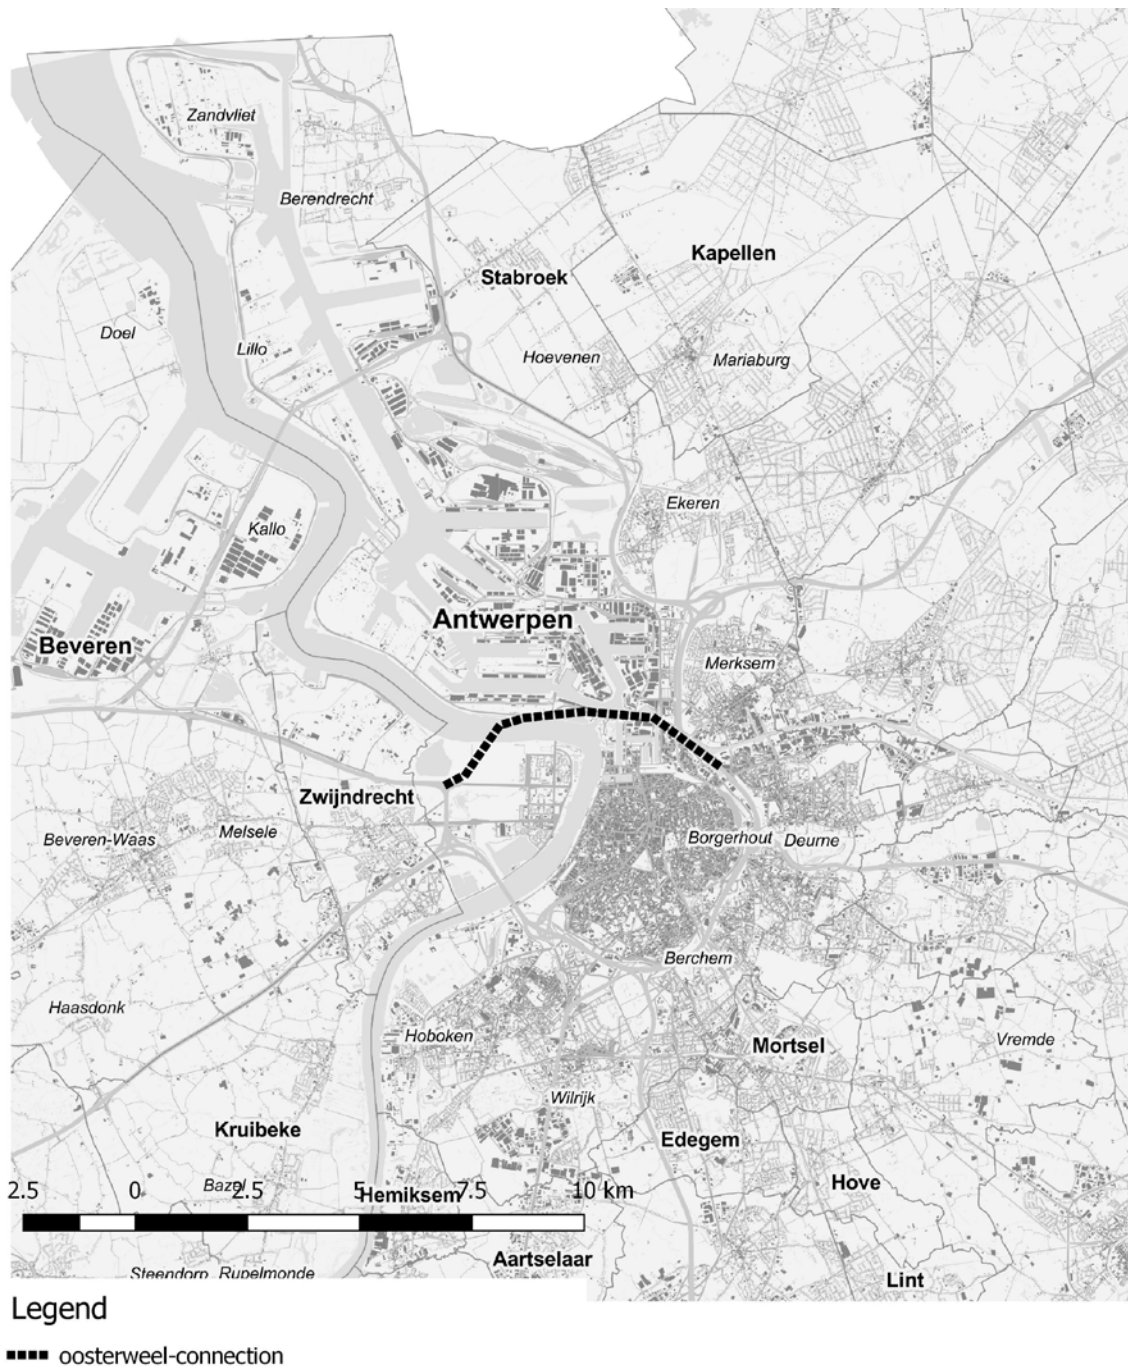 Zandvliet
Berendrecht
Kapellen
Stabroek
Doel
Lillo
Hoevenen
Mariaburg
Ekeren
Kallo
Antwerpen
Beveren
Merksem
Zwijndrecht
Beveren-Waas
Melsele
Borgerhout
Deurne
Berchem
Haasdonk
Hoboken
Mortsel
Vremde
Wilrijk
Kruibeke
Edegem
Hove
Bazel
2.5 0 2.5 5 7.5 10 km
Hemiksem
Aartselaar
Steendorp
Rupelmonde
Lint
Legend
oosterweel-connection